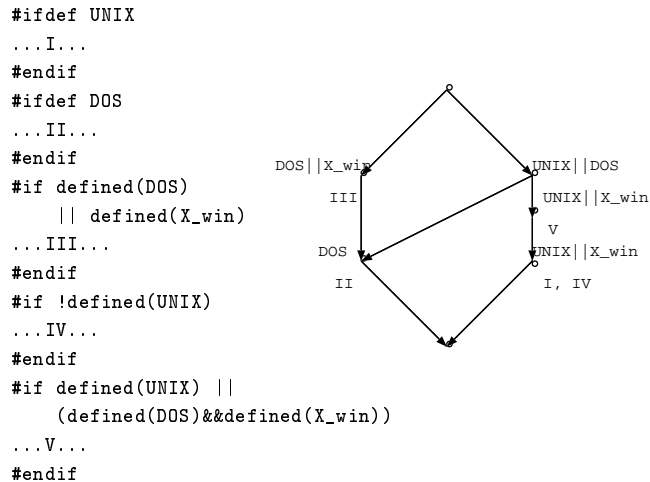 #ifdef UNIX
...I...
#endif
#ifdef DOS
...II...
#endif
#if defined(DOS)
    || defined(X_win)
...III...
#endif
#if !defined(UNIX)
...IV...
#endif
#if defined(UNIX) ||
    (defined(DOS)&&defined(X_win))
...V...
#endif
DOS||X_win
UNIX||DOS
III
UNIX||X_win
V
DOS
UNIX||X_win
II
I, IV